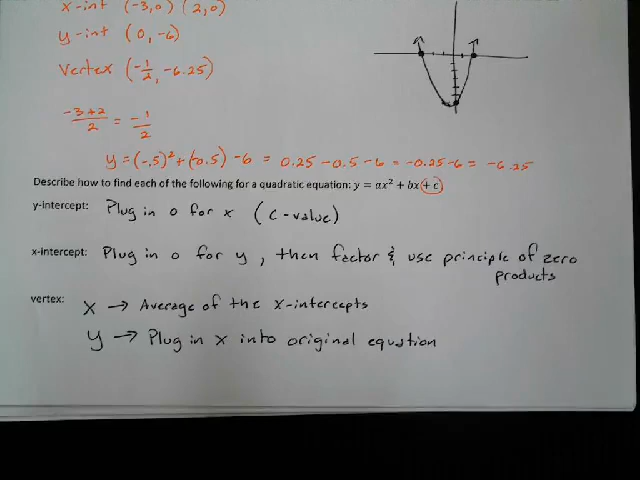 x-int (-3,0) (2,0)
y-int (0,-6)
Vertex (-1/2, -6.25)
-3+2/2 = -1/2
y = (-.5)² + (-0.5) - 6 = 0.25 - 0.5 - 6 = -0.25 - 6 = -6.25
Describe how to find each of the following for a quadratic equation: y = ax² + bx + c
y-intercept: Plug in 0 for x (c-value)
x-intercept: Plug in 0 for y, then factor & use principle of zero
products
vertex: x → Average of the x-intercepts
y → Plug in x into original equation